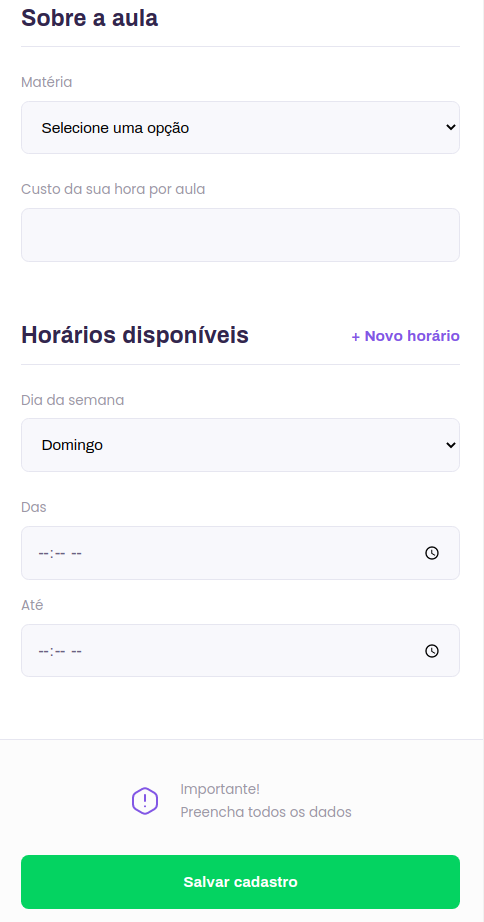 Sobre a aula
Matéria
Selecione uma opção
Custo da sua hora por aula
Horários disponíveis
+ Novo horário
Dia da semana
Domingo
Das
--:-- --
Até
--:-- --
Importante!
Preencha todos os dados
Salvar cadastro